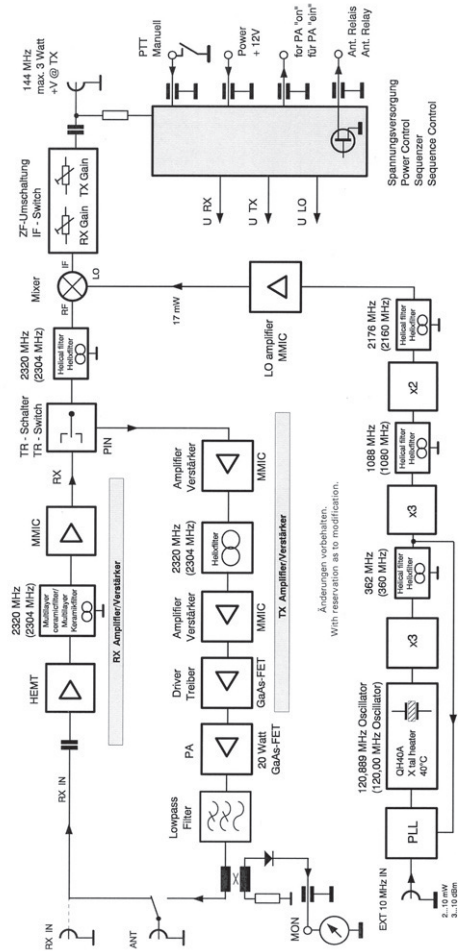 144 MHz
max. 3 Watt
+V @ TX
PTT
Manuell
Power
+ 12V
for PA "on"
für PA "ein"
Ant. Relais
Ant. Relay
Spannungsversorgung
Power Control
Sequenzer
Sequence Control
U RX
U TX
U LO
ZF-Umschaltung
IF - Switch
RX Gain
TX Gain
Mixer
RF
IF
LO
2320 MHz
(2304 MHz)
Helical filter
Helixfilter
TR - Schalter
TR - Switch
PIN
RX
MMIC
2320 MHz
(2304 MHz)
Multilayer
ceramicfilter/
Multilayer
Keramikfilter
HEMT
RX IN
RX IN
ANT
RX Amplifier/Verstärker
17 mW
LO amplifier
MMIC
Amplifier
Verstärker
MMIC
2320 MHz
(2304 MHz)
Helixfilter
Amplifier
Verstärker
MMIC
Driver
Treiber
GaAs-FET
PA
20 Watt
GaAs-FET
Lowpass
Filter
MON
TX Amplifier/Verstärker
Änderungen vorbehalten.
With reservation as to modification.
EXT 10 MHz IN
2...10 mW
3...10 dBm
PLL
120,889 MHz Oscillator
(120,00 MHz Oscillator)
QH40A
X tal heater
40°C
x3
362 MHz
(360 MHz)
Helical filter
Helixfilter
x3
1088 MHz
(1080 MHz)
Helical filter
Helixfilter
x2
2176 MHz
(2160 MHz)
Helical filter
Helixfilter